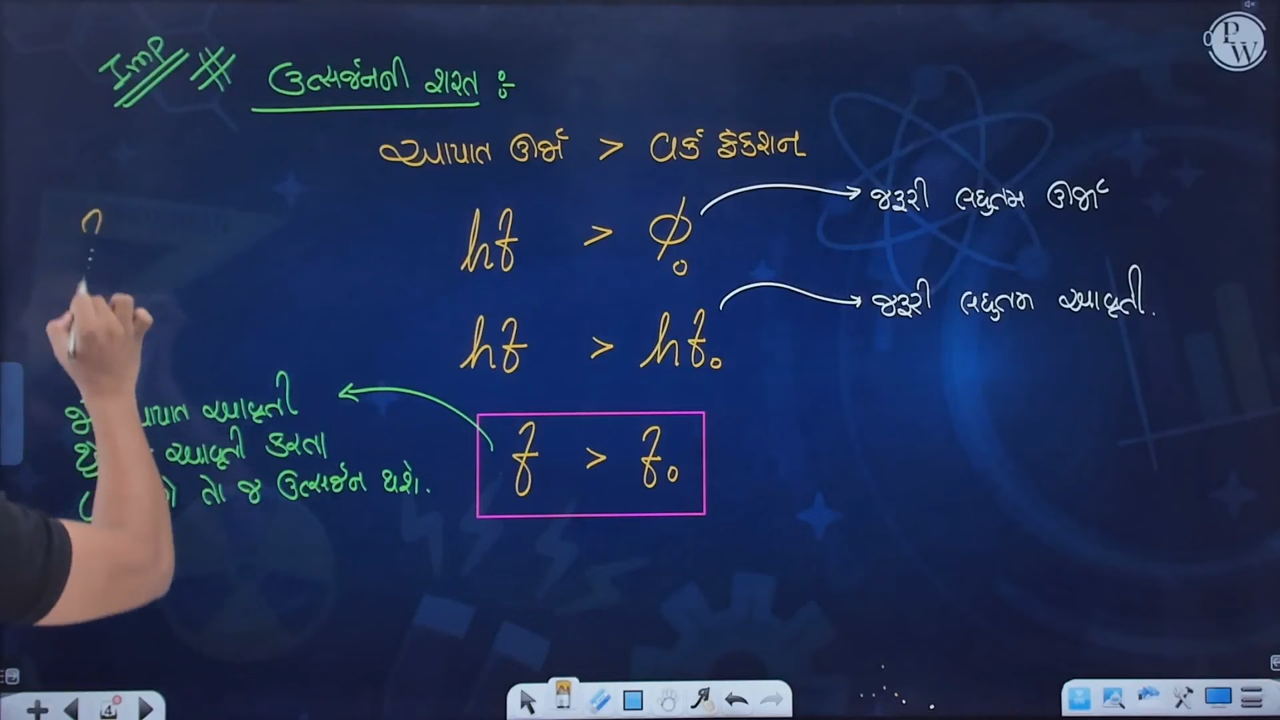 Imp # ઉત્સર્જનની શરત :-
આપાત ઊર્જા > વર્ક ફંકશન
hf > φ₀ → જરૂરી લઘુતમ ઊર્જા
hf > hf₀ → જરૂરી લઘુતમ આવૃતી.
f > f₀
આવૃતી
આવૃતી કરતા
તો જ ઉત્સર્જન થશે.
PW
4